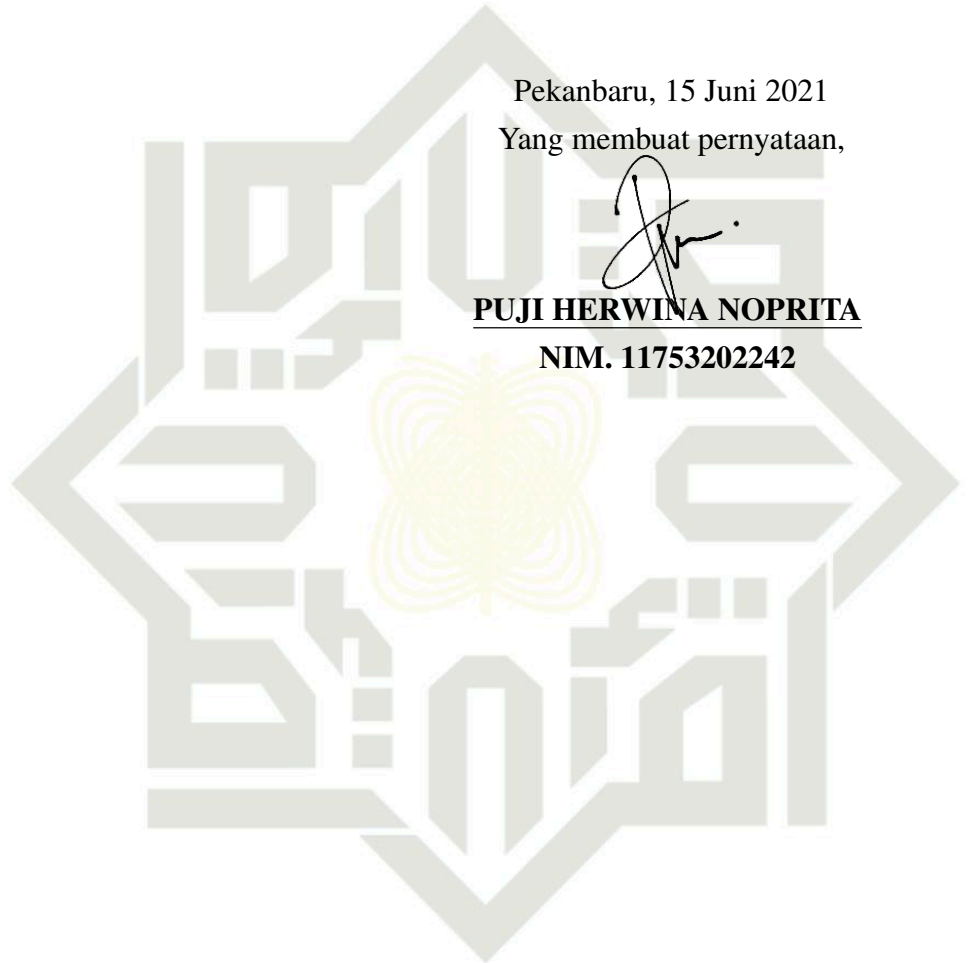 Pekanbaru, 15 Juni 2021
Yang membuat pernyataan,
PUJI HERWINA NOPRITA
NIM. 11753202242